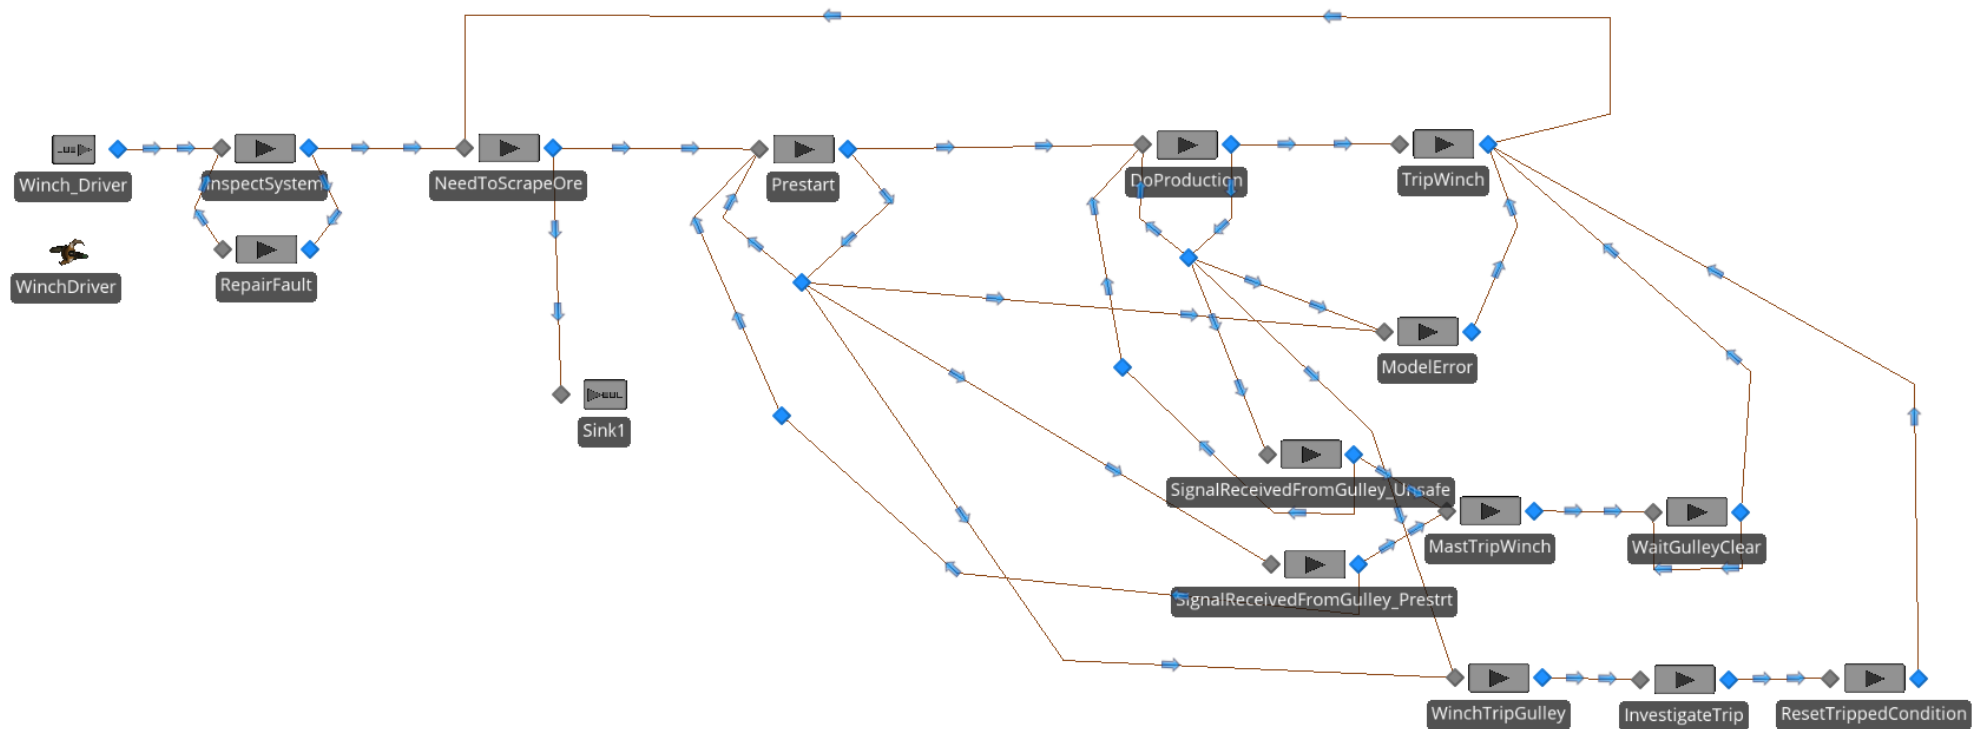 Winch_Driver
InspectSystem
NeedToScrapeOre
Prestart
DoProduction
TripWinch
WinchDriver
RepairFault
ModelError
Sink1
SignalReceivedFromGulley_Unsafe
MastTripWinch
WaitGulleyClear
SignalReceivedFromGulley_Prestrt
WinchTripGulley
InvestigateTrip
ResetTrippedCondition